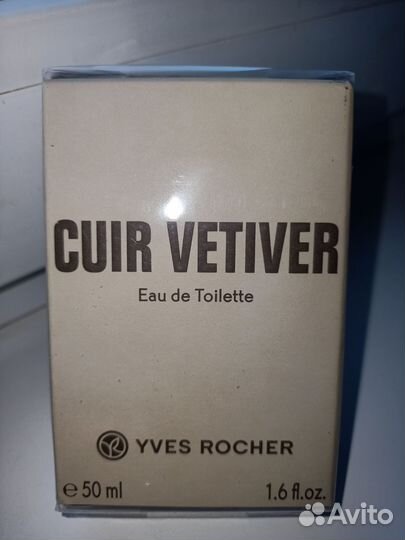 CUIR VETIVER
Eau de Toilette
YVES ROCHER
℮ 50 ml 1.6 fl.oz.
Avito